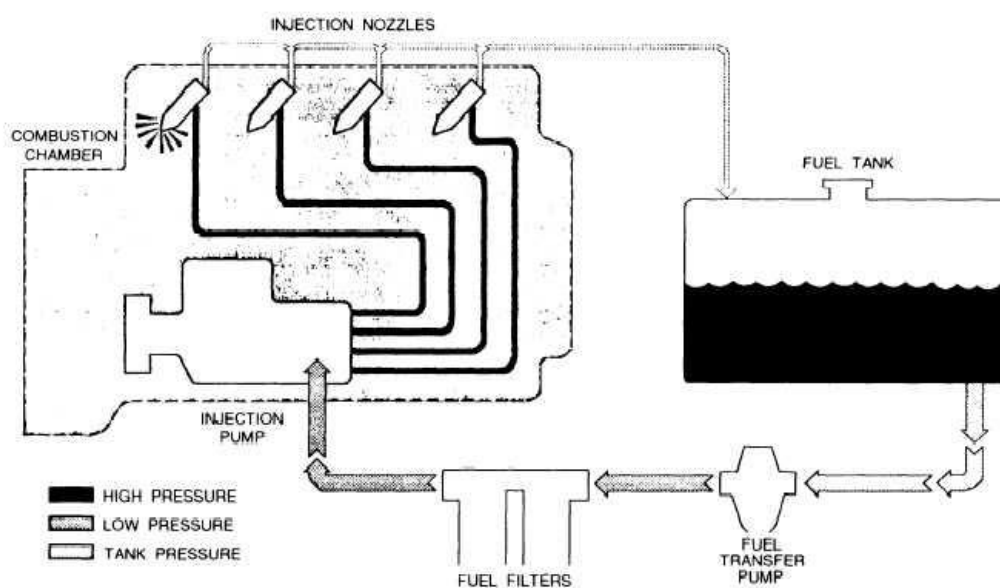 INJECTION NOZZLES
COMBUSTION
CHAMBER
FUEL TANK
INJECTION
PUMP
HIGH PRESSURE
LOW PRESSURE
TANK PRESSURE
FUEL FILTERS
FUEL
TRANSFER
PUMP